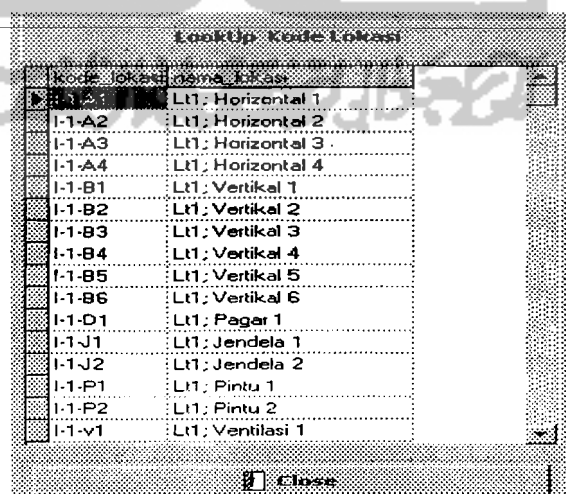 LookUp Kode Lokasi
kode_lokasi nama_lokasi
Lt1; Horizontal 1
I-1-A2 Lt1; Horizontal 2
I-1-A3 Lt1; Horizontal 3
I-1-A4 Lt1; Horizontal 4
I-1-B1 Lt1; Vertikal 1
I-1-B2 Lt1; Vertikal 2
I-1-B3 Lt1; Vertikal 3
I-1-B4 Lt1; Vertikal 4
I-1-B5 Lt1; Vertikal 5
I-1-B6 Lt1; Vertikal 6
I-1-D1 Lt1; Pagar 1
I-1-J1 Lt1; Jendela 1
I-1-J2 Lt1; Jendela 2
I-1-P1 Lt1; Pintu 1
I-1-P2 Lt1; Pintu 2
I-1-v1 Lt1; Ventilasi 1
Close